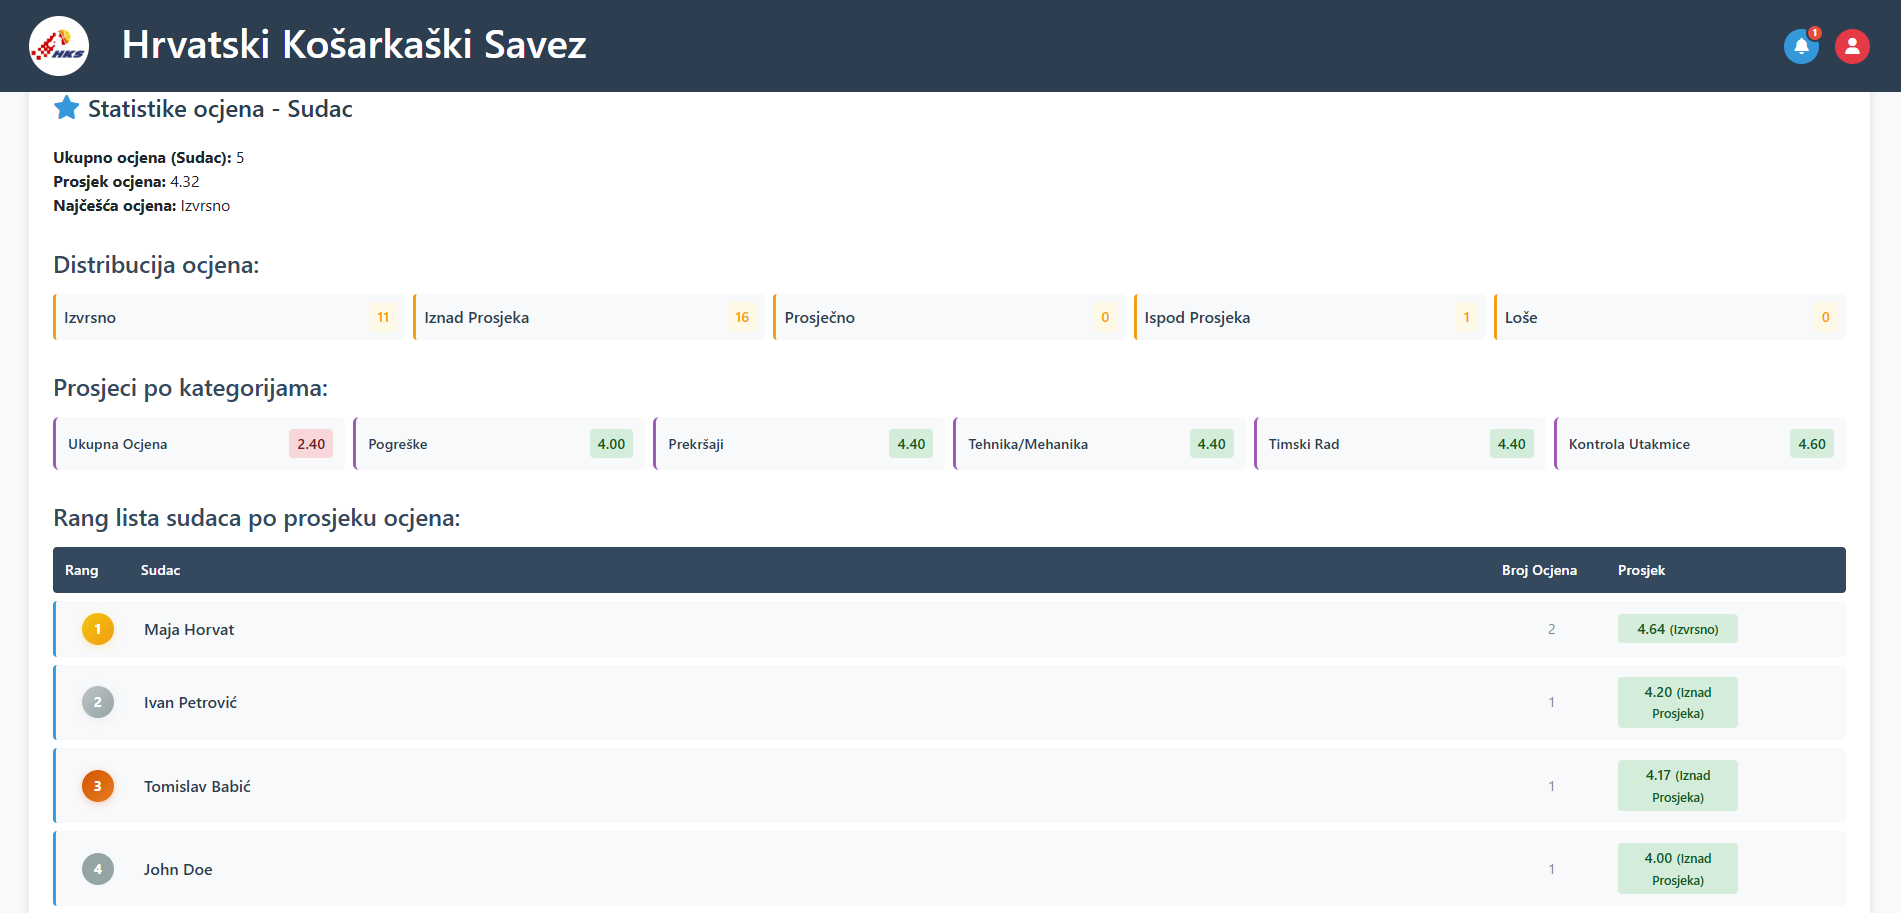 HKS
Hrvatski Košarkaški Savez
1
Statistike ocjena - Sudac
Ukupno ocjena (Sudac): 5
Prosjek ocjena: 4.32
Najčešća ocjena: Izvrsno
Distribucija ocjena:
Izvrsno 11 Iznad Prosjeka 16 Prosječno 0 Ispod Prosjeka 1 Loše 0
Prosjeci po kategorijama:
Ukupna Ocjena 2.40 Pogreške 4.00 Prekršaji 4.40 Tehnika/Mehanika 4.40 Timski Rad 4.40 Kontrola Utakmice 4.60
Rang lista sudaca po prosjeku ocjena:
Rang Sudac Broj Ocjena Prosjek
1 Maja Horvat 2 4.64 (Izvrsno)
2 Ivan Petrović 1 4.20 (Iznad
Prosjeka)
3 Tomislav Babić 1 4.17 (Iznad
Prosjeka)
4 John Doe 1 4.00 (Iznad
Prosjeka)